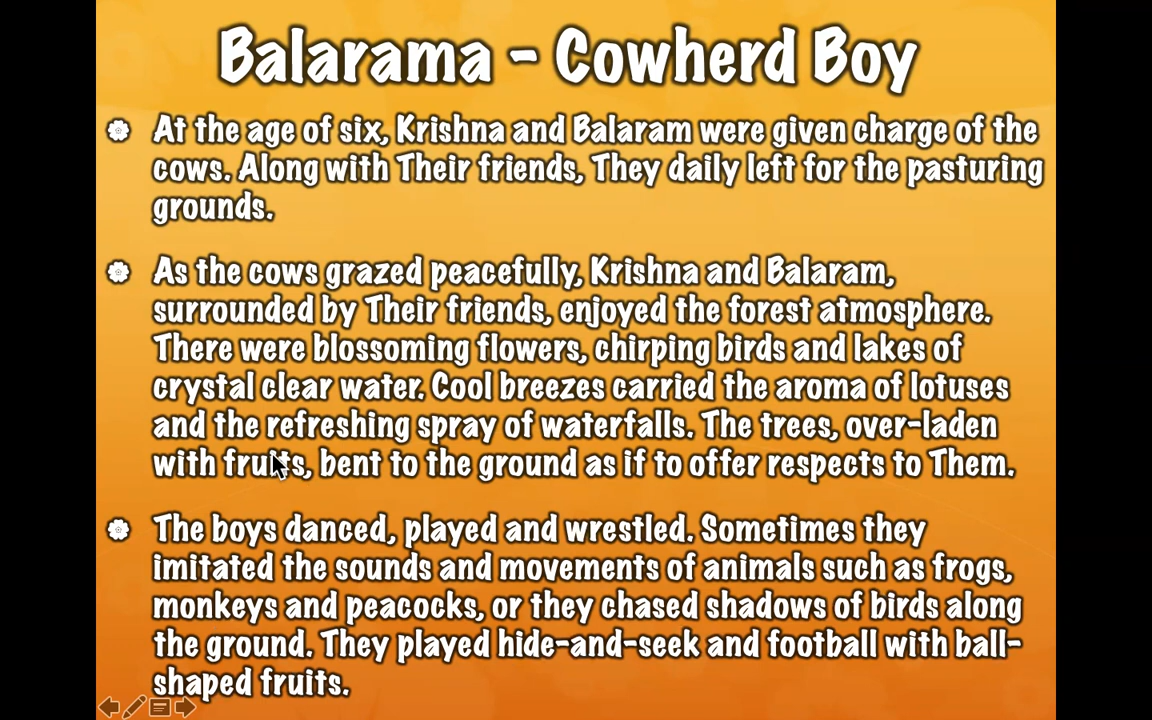 Balarama - Cowherd Boy
At the age of six, Krishna and Balaram were given charge of the
cows. Along with Their friends, They daily left for the pasturing
grounds.
As the cows grazed peacefully, Krishna and Balaram,
surrounded by Their friends, enjoyed the forest atmosphere.
There were blossoming flowers, chirping birds and lakes of
crystal clear water. Cool breezes carried the aroma of lotuses
and the refreshing spray of waterfalls. The trees, over-laden
with fruits, bent to the ground as if to offer respects to Them.
The boys danced, played and wrestled. Sometimes they
imitated the sounds and movements of animals such as frogs,
monkeys and peacocks, or they chased shadows of birds along
the ground. They played hide-and-seek and football with ball-
shaped fruits.